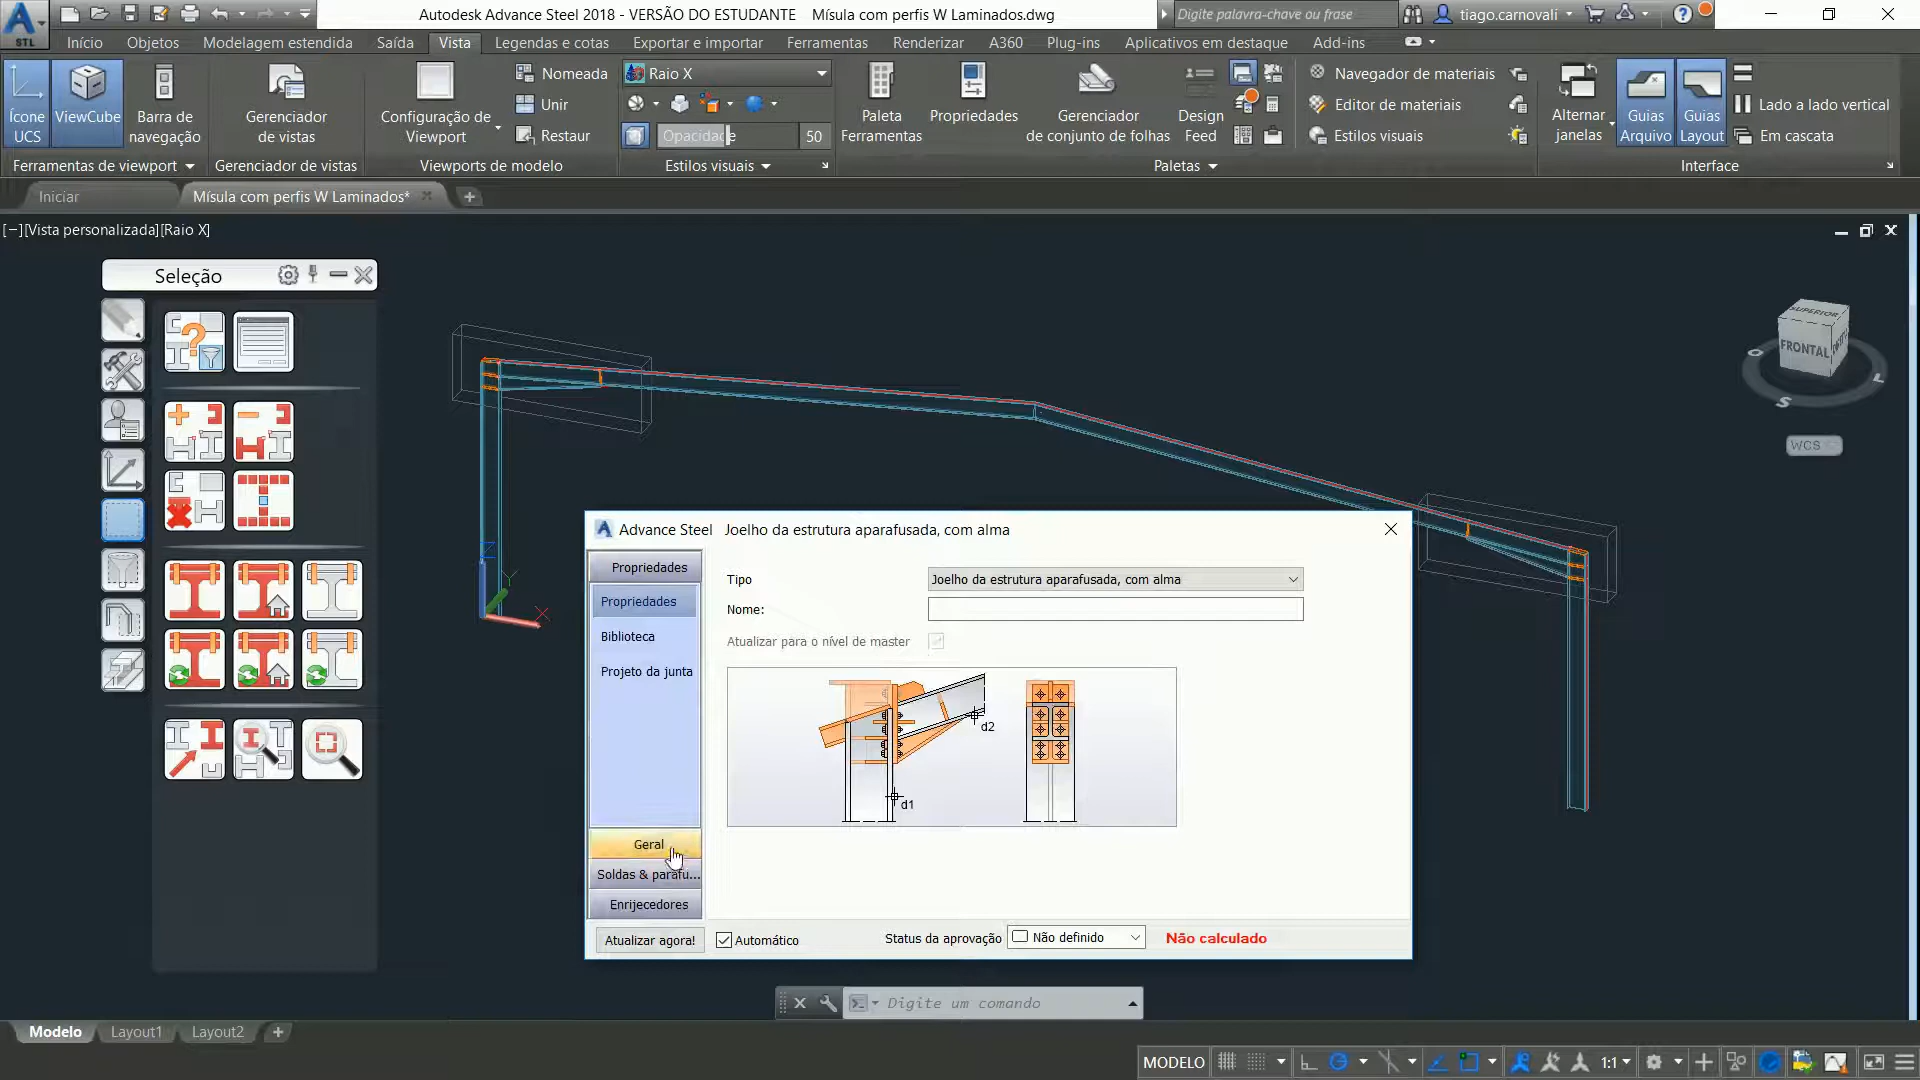 Autodesk Advance Steel 2018 - VERSÃO DO ESTUDANTE Mísula com perfis W Laminados.dwg
Digite palavra-chave ou frase
tiago.carnovali
STL
Início Objetos Modelagem estendida Saída Vista Legendas e cotas Exportar e importar Ferramentas Renderizar A360 Plug-ins Aplicativos em destaque Add-ins
Ícone UCS
ViewCube
Barra de navegação
Gerenciador de vistas
Configuração de Viewport
Nomeada
Unir
Restaur
Raio X
Opacidade 50
Paleta Ferramentas
Propriedades
Gerenciador de conjunto de folhas
Design Feed
Navegador de materiais
Editor de materiais
Estilos visuais
Alternar janelas
Guias Arquivo
Guias Layout
Lado a lado vertical
Em cascata
Ferramentas de viewport Gerenciador de vistas Viewports de modelo Estilos visuais Paletas Interface
Iniciar Mísula com perfis W Laminados*
[−][Vista personalizada][Raio X]
Seleção
SUPERIOR
FRONTAL
O
L
S
WCS
Z
Y
X
Advance Steel Joelho da estrutura aparafusada, com alma
Propriedades
Propriedades
Biblioteca
Projeto da junta
Geral
Soldas & parafu...
Enrijecedores
Tipo Joelho da estrutura aparafusada, com alma
Nome:
Atualizar para o nível de master
d2
d1
Atualizar agora! Automático Status da aprovação Não definido Não calculado
Digite um comando
Modelo Layout1 Layout2
MODELO 1:1